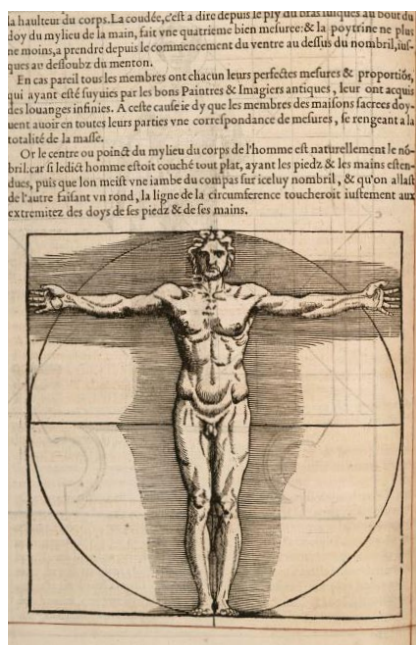 la haulteur du corps. La coudée, c'est a dire depuis le ply du bras iusques au bout du
doy du mylieu de la main, fait vne quatrième bien mesurée: & la poytrine ne plus
ne moins, a prendre depuis le commencement du ventre au dessus du nombril, ius-
ques au dessoubz du menton.
En cas pareil tous les membres ont chacun leurs perfectes mesures & proportiõs,
qui ayant esté suyuies par les bons Paintres & Imagiers antiques, leur ont acquis
des louanges infinies. A ceste cause ie dy que les membres des maisons sacrees doy-
uent auoir en toutes leurs parties vne correspondance de mesures, se rengeant a la
totalité de la masse.
Or le centre ou poinct du mylieu du corps de l'homme est naturellement le nõ-
bril. car si ledict homme estoit couché tout plat, ayant les piedz & les mains esten-
dues, puis que lon meist vne iambe du compas sur iceluy nombril, & qu'on allast
de l'autre faisant vn rond, la ligne de la circumference toucheroit iustement aux
extremitez des doys de ses piedz & de ses mains.